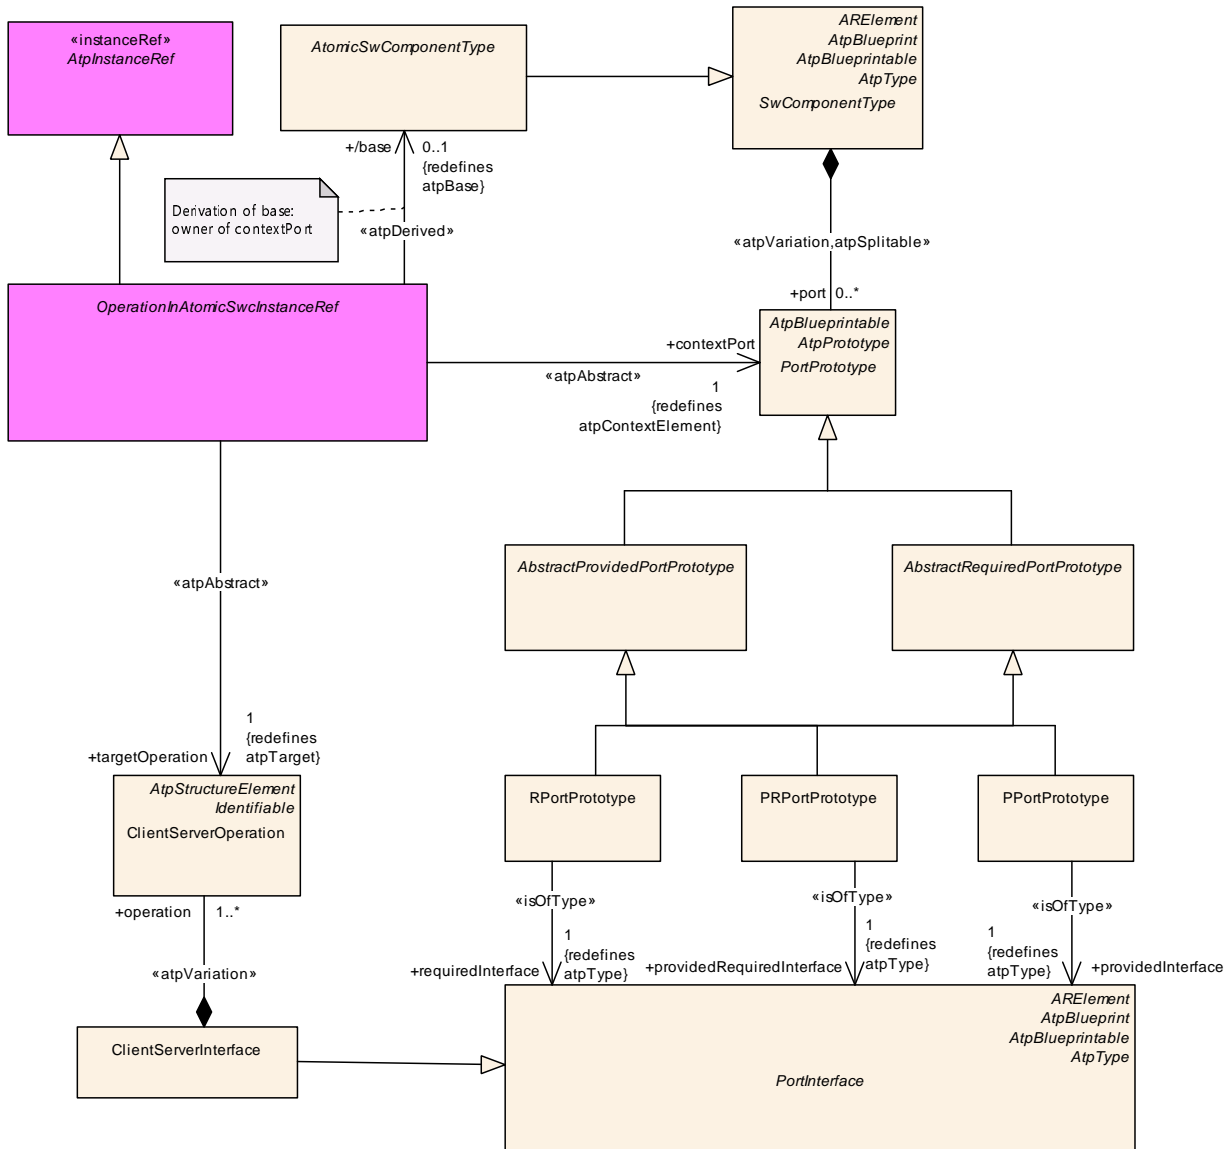 «instanceRef»
AtpInstanceRef
AtomicSwComponentType
ARElement
AtpBlueprint
AtpBlueprintable
AtpType
SwComponentType
+/base
0..1
{redefines
atpBase}
Derivation of base:
owner of contextPort
«atpDerived»
«atpVariation,atpSplitable»
+port
0..*
OperationInAtomicSwcInstanceRef
AtpBlueprintable
AtpPrototype
PortPrototype
+contextPort
«atpAbstract»
1
{redefines
atpContextElement}
AbstractProvidedPortPrototype
AbstractRequiredPortPrototype
«atpAbstract»
1
{redefines
atpTarget}
+targetOperation
AtpStructureElement
Identifiable
ClientServerOperation
RPortPrototype
PRPortPrototype
PPortPrototype
+operation
1..*
«isOfType»
«isOfType»
«isOfType»
«atpVariation»
1
{redefines
atpType}
+requiredInterface
1
{redefines
atpType}
+providedRequiredInterface
1
{redefines
atpType}
+providedInterface
ClientServerInterface
ARElement
AtpBlueprint
AtpBlueprintable
AtpType
PortInterface